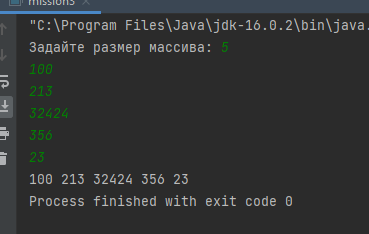 mission5
"C:\Program Files\Java\jdk-16.0.2\bin\java.
Задайте размер массива: 5
100
213
32424
356
23
100 213 32424 356 23
Process finished with exit code 0